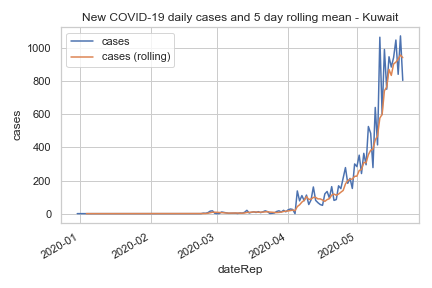 New COVID-19 daily cases and 5 day rolling mean - Kuwait
cases
cases (rolling)
1000
800
600
400
200
0
cases
2020-01
2020-02
2020-03
2020-04
2020-05
dateRep